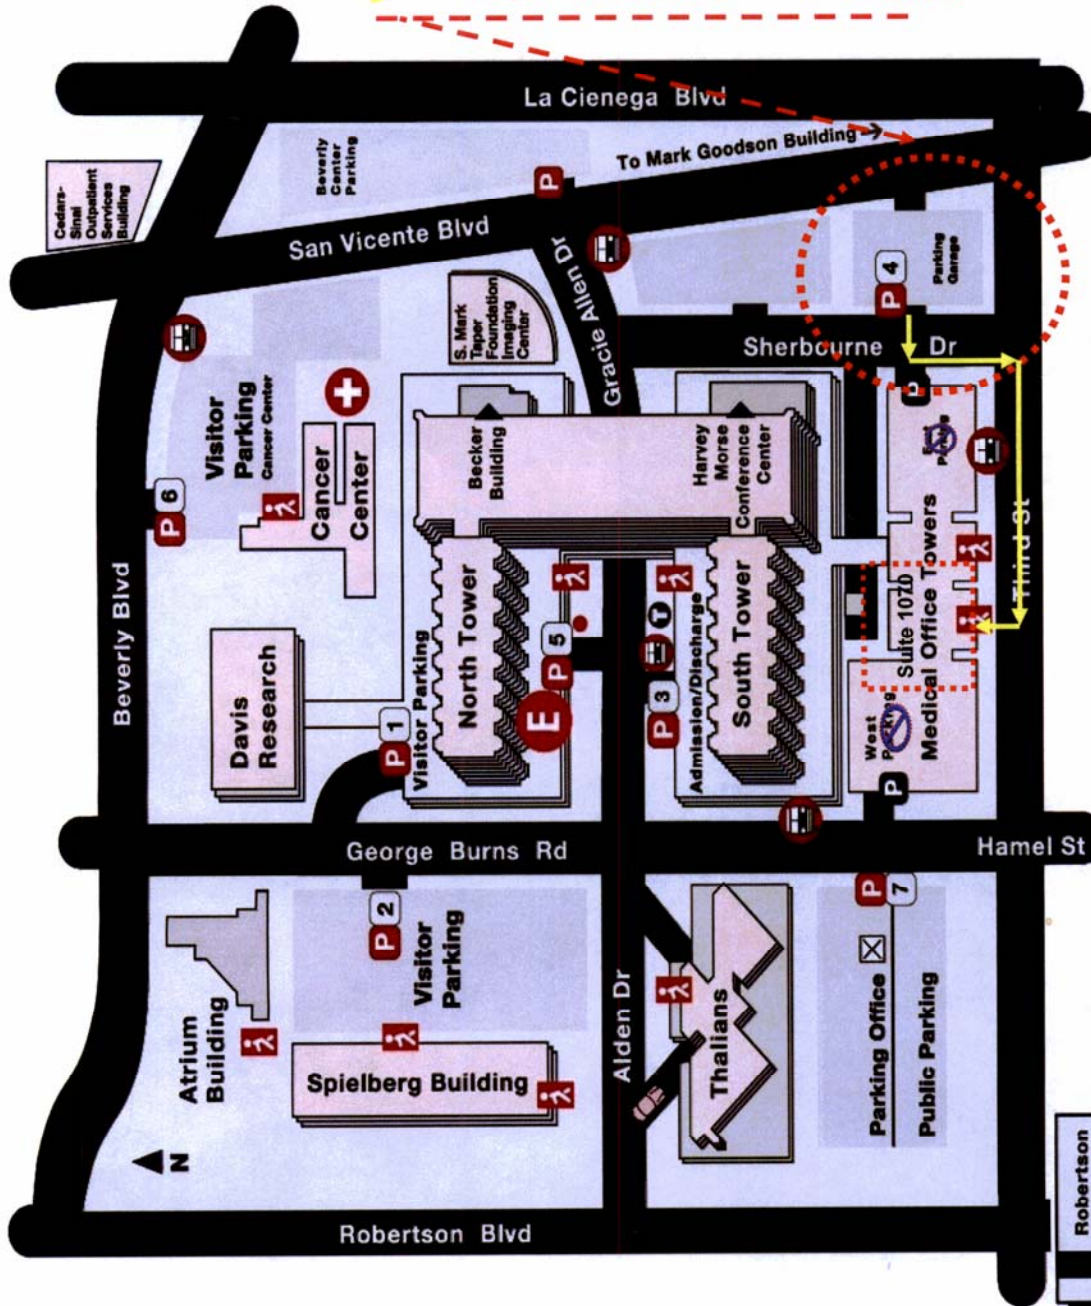 La Cienega Blvd
To Mark Goodson Building
Beverly
Center
Parking
Cedars-
Sinai
Outpatient
Services
Building
San Vicente Blvd
P
Gracie Allen Dr
P 4
Parking
Garage
S. Mark
Taper
Foundation
Imaging
Center
Sherbourne Dr
P
Visitor
Parking
Cancer Center
P 6
Cancer
Center
Becker
Building
Harvey
Morse
Conference
Center
Third St
Beverly Blvd
Davis
Research
North Tower
P 5
E
P 1
Visitor Parking
P 3
Admission/Discharge
South Tower
Suite 1070
Medical Office Towers
West
Parking
P
George Burns Rd
Hamel St
P 2
Visitor
Parking
Atrium
Building
Spielberg Building
Alden Dr
Thalians
P 7
Parking Office
Public Parking
N
Robertson Blvd
Robertson